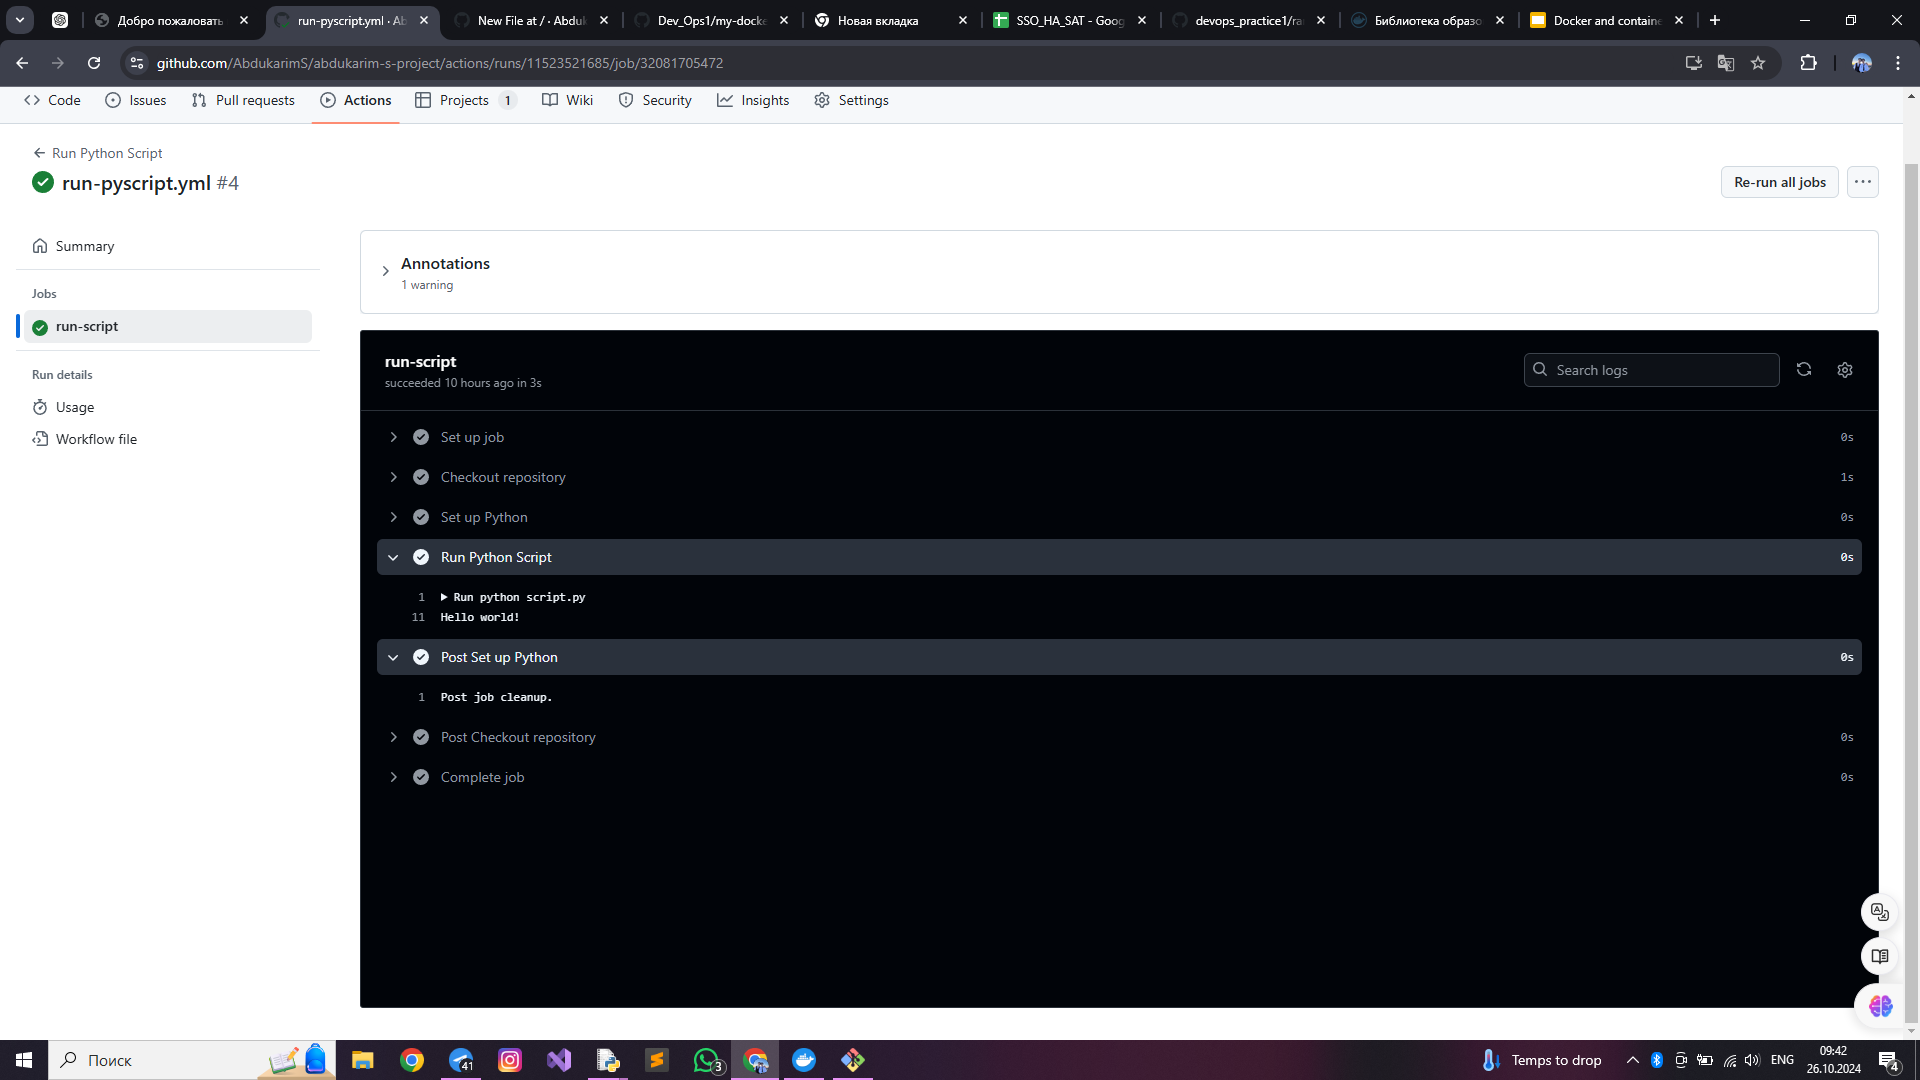 Добро пожаловать
run-pyscript.yml · Ab
New File at / · Abdu
Dev_Ops1/my-docke
Новая вкладка
SSO_HA_SAT - Goog
devops_practice1/ra
Библиотека образо
Docker and containe
github.com/AbdukarimS/abdukarim-s-project/actions/runs/11523521685/job/32081705472
Code
Issues
Pull requests
Actions
Projects 1
Wiki
Security
Insights
Settings
Run Python Script
run-pyscript.yml #4
Re-run all jobs
Summary
Jobs
run-script
Run details
Usage
Workflow file
Annotations
1 warning
run-script
succeeded 10 hours ago in 3s
Search logs
Set up job 0s
Checkout repository 1s
Set up Python 0s
Run Python Script 0s
1 Run python script.py
11 Hello world!
Post Set up Python 0s
1 Post job cleanup.
Post Checkout repository 0s
Complete job 0s
Поиск
41
3
Temps to drop
ENG
09:42
26.10.2024
4